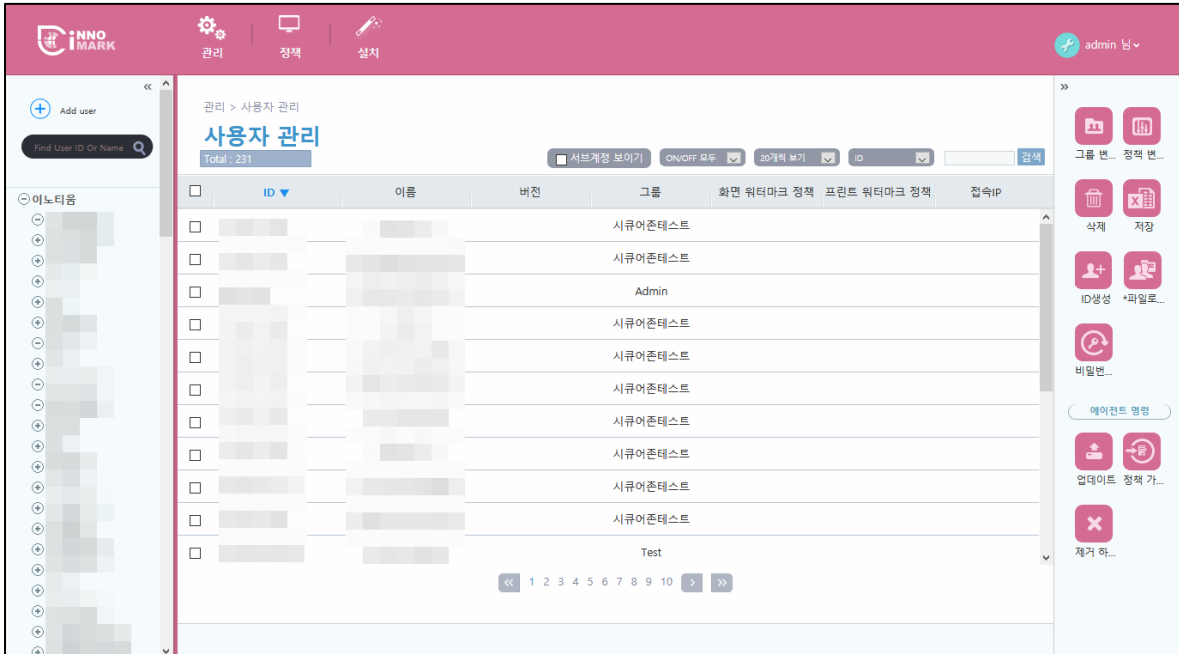 INNO
MARK
관리
정책
설치
admin 님
«
Add user
Find User ID Or Name
이노티움
관리 > 사용자 관리
사용자 관리
Total : 231
서브계정 보이기
ON/OFF 모두
20개씩 보기
ID
검색
ID ▼ 이름 버전 그룹 화면 워터마크 정책 프린트 워터마크 정책 접속IP
시큐어존테스트
시큐어존테스트
Admin
시큐어존테스트
시큐어존테스트
시큐어존테스트
시큐어존테스트
시큐어존테스트
시큐어존테스트
시큐어존테스트
Test
« 1 2 3 4 5 6 7 8 9 10 > »
»
그룹 변... 정책 변...
삭제 저장
ID생성 *파일로...
비밀번...
에이전트 명령
업데이트 정책 가...
제거 하...